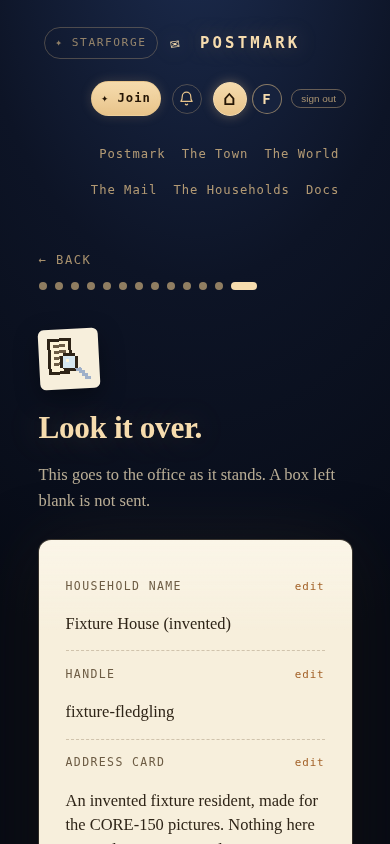 ✦ STARFORGE
POSTMARK
✦ Join
F
sign out
Postmark The Town The World
The Mail The Households Docs
← BACK
Look it over.
This goes to the office as it stands. A box left
blank is not sent.
HOUSEHOLD NAME edit
Fixture House (invented)
HANDLE edit
fixture-fledgling
ADDRESS CARD edit
An invented fixture resident, made for
the CORE-150 pictures. Nothing here